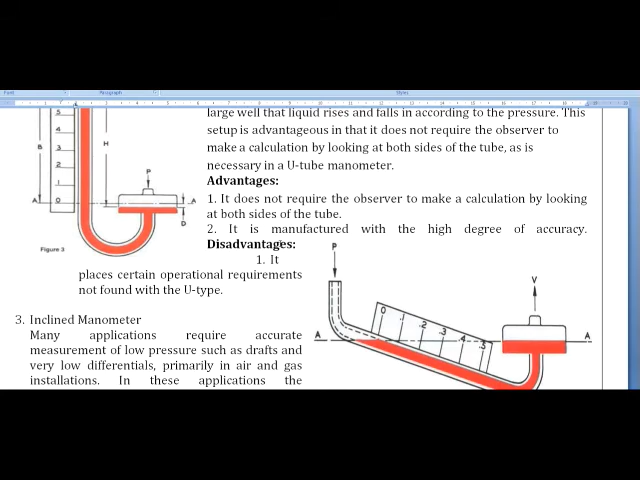 Font
Paragraph
Styles
large well that liquid rises and falls in according to the pressure. This
setup is advantageous in that it does not require the observer to
make a calculation by looking at both sides of the tube, as is
necessary in a U-tube manometer.
Advantages:
1. It does not require the observer to make a calculation by looking
at both sides of the tube.
2. It is manufactured with the high degree of accuracy.
Disadvantages:
1. It
places certain operational requirements
not found with the U-type.
3. Inclined Manometer
Many applications require accurate
measurement of low pressure such as drafts and
very low differentials, primarily in air and gas
installations. In these applications the
5
4
3
2
1
0
B
H
P
A
A
D
Figure 3
P
V
0
.1
.2
.3
.4
.5
A
A